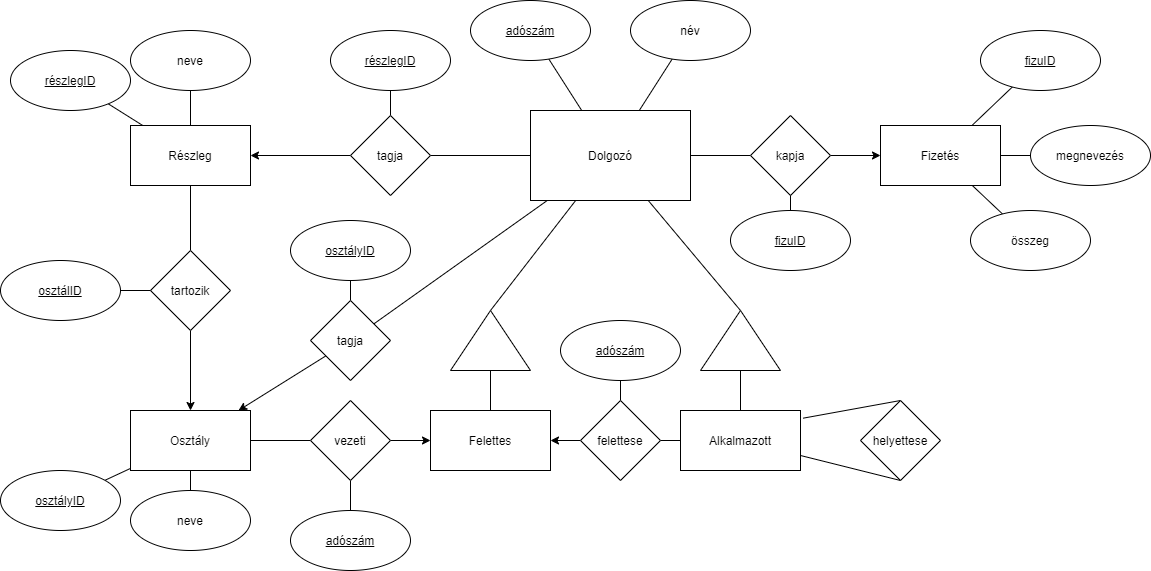 adószám
név
neve
részlegID
részlegID
fizuID
Részleg
tagja
Dolgozó
kapja
Fizetés
megnevezés
osztályID
fizuID
összeg
osztálID
tartozik
tagja
adószám
Osztály
vezeti
Felettes
felettese
Alkalmazott
helyettese
osztályID
neve
adószám